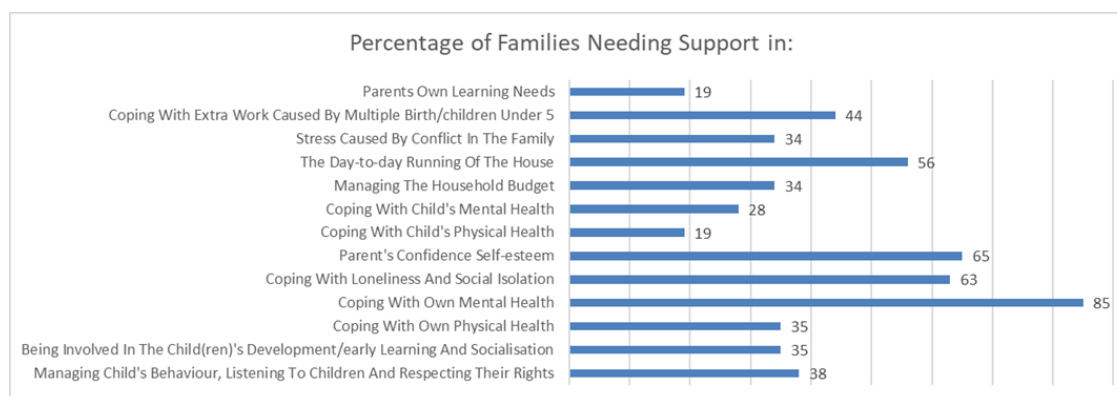 Percentage of Families Needing Support in:
Parents Own Learning Needs 19
Coping With Extra Work Caused By Multiple Birth/children Under 5 44
Stress Caused By Conflict In The Family 34
The Day-to-day Running Of The House 56
Managing The Household Budget 34
Coping With Child's Mental Health 28
Coping With Child's Physical Health 19
Parent's Confidence Self-esteem 65
Coping With Loneliness And Social Isolation 63
Coping With Own Mental Health 85
Coping With Own Physical Health 35
Being Involved In The Child(ren)'s Development/early Learning And Socialisation 35
Managing Child's Behaviour, Listening To Children And Respecting Their Rights 38